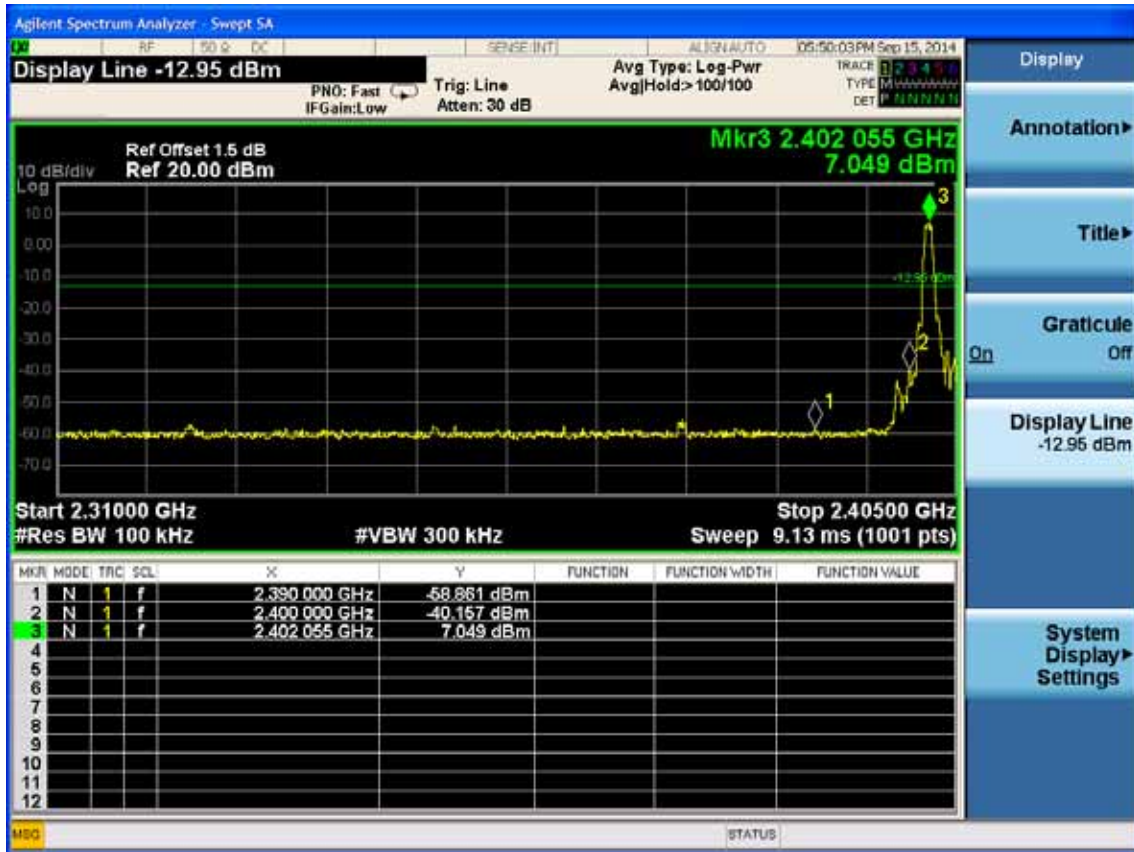 Agilent Spectrum Analyzer - Swept SA
RF 50 Ω DC SENSE:INT ALIGN AUTO 05:50:03 PM Sep 15, 2014
Display Line -12.95 dBm
PNO: Fast
IFGain:Low
Trig: Line
Atten: 30 dB
Avg Type: Log-Pwr
Avg|Hold:> 100/100
TRACE 1 2 3 4 5 6
TYPE M
DET P N N N N N
Mkr3 2.402 055 GHz
7.049 dBm
Ref Offset 1.5 dB
10 dB/div Ref 20.00 dBm
Log
10.0
0.00
-10.0
-20.0
-30.0
-40.0
-50.0
-60.0
-70.0
3
-12.95 dBm
2
1
Start 2.31000 GHz Stop 2.40500 GHz
#Res BW 100 kHz #VBW 300 kHz Sweep 9.13 ms (1001 pts)
MKR MODE TRC SCL X Y FUNCTION FUNCTION WIDTH FUNCTION VALUE
1 N 1 f 2.390 000 GHz -58.861 dBm
2 N 1 f 2.400 000 GHz -40.157 dBm
3 N 1 f 2.402 055 GHz 7.049 dBm
4
5
6
7
8
9
10
11
12
MSG STATUS
Display
Annotation
Title
Graticule
On Off
Display Line
-12.95 dBm
System
Display
Settings